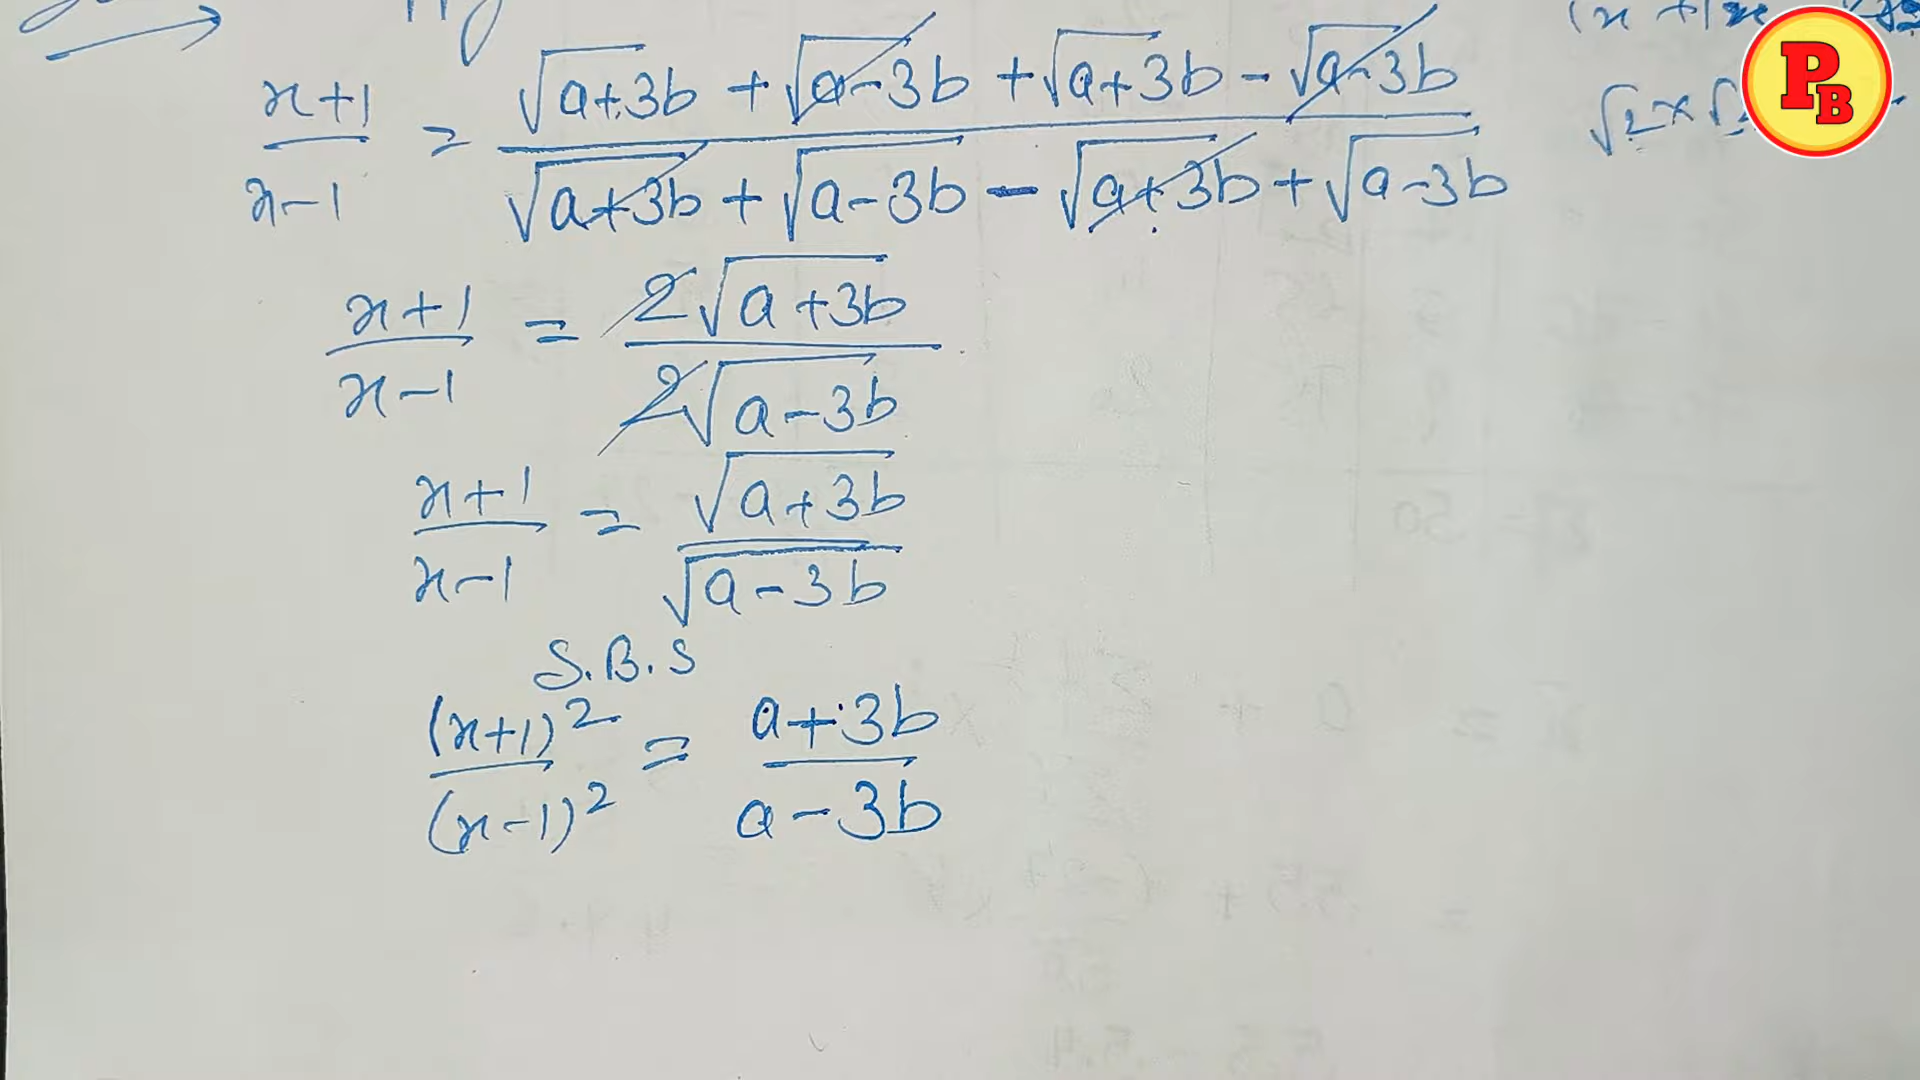 x+1 / x-1 = √a+3b + √a-3b + √a+3b - √a-3b / √a+3b + √a-3b - √a+3b + √a-3b
√2 × √
PB
x+1 / x-1 = 2√a+3b / 2√a-3b
x+1 / x-1 = √a+3b / √a-3b
S.B.S
(x+1)² / (x-1)² = a+3b / a-3b